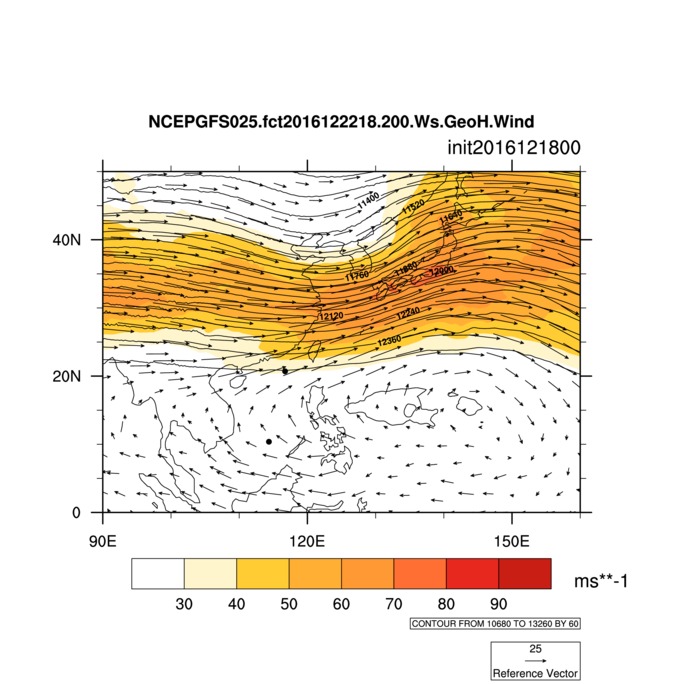 NCEPGFS025.fct2016122218.200.Ws.GeoH.Wind
init2016121800
11400
11520
11640
40N
11760
11880
12000
12120
12240
12360
20N
0
90E 120E 150E
30 40 50 60 70 80 90
ms**-1
CONTOUR FROM 10680 TO 13260 BY 60
25
Reference Vector